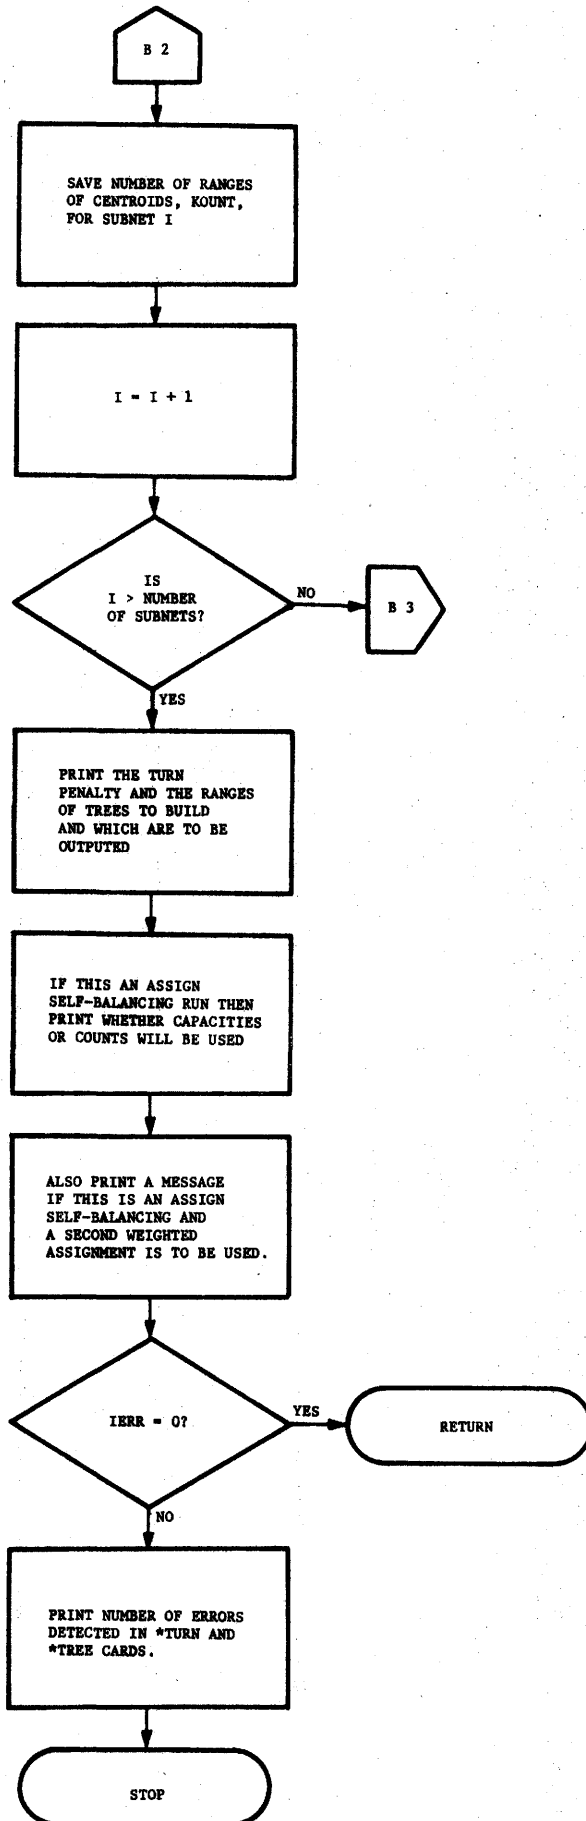 B 2
SAVE NUMBER OF RANGES
OF CENTROIDS, KOUNT,
FOR SUBNET I
I = I + 1
IS
I > NUMBER
OF SUBNETS?
NO
B 3
YES
PRINT THE TURN
PENALTY AND THE RANGES
OF TREES TO BUILD
AND WHICH ARE TO BE
OUTPUTED
IF THIS AN ASSIGN
SELF-BALANCING RUN THEN
PRINT WHETHER CAPACITIES
OR COUNTS WILL BE USED
ALSO PRINT A MESSAGE
IF THIS IS AN ASSIGN
SELF-BALANCING AND
A SECOND WEIGHTED
ASSIGNMENT IS TO BE USED.
IERR = 0?
YES
RETURN
NO
PRINT NUMBER OF ERRORS
DETECTED IN *TURN AND
*TREE CARDS.
STOP